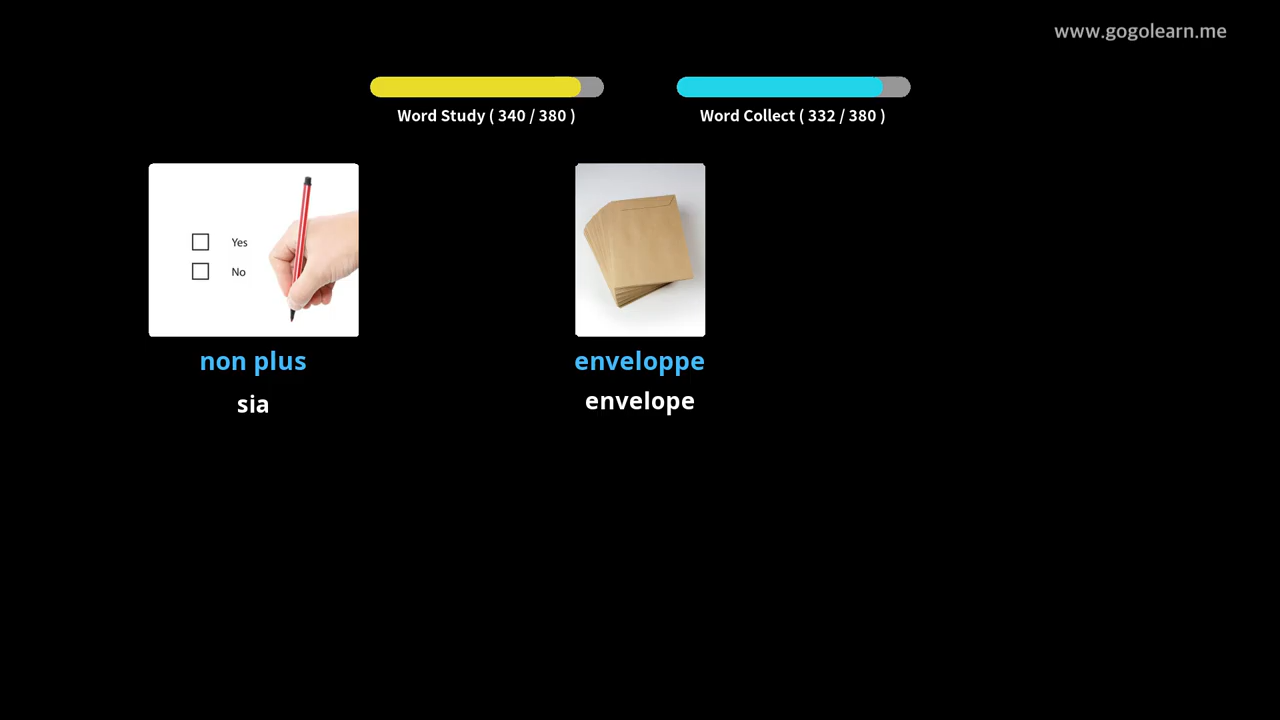 www.gogolearn.me
Word Study ( 340 / 380 )
Word Collect ( 332 / 380 )
Yes
No
non plus
sia
enveloppe
envelope